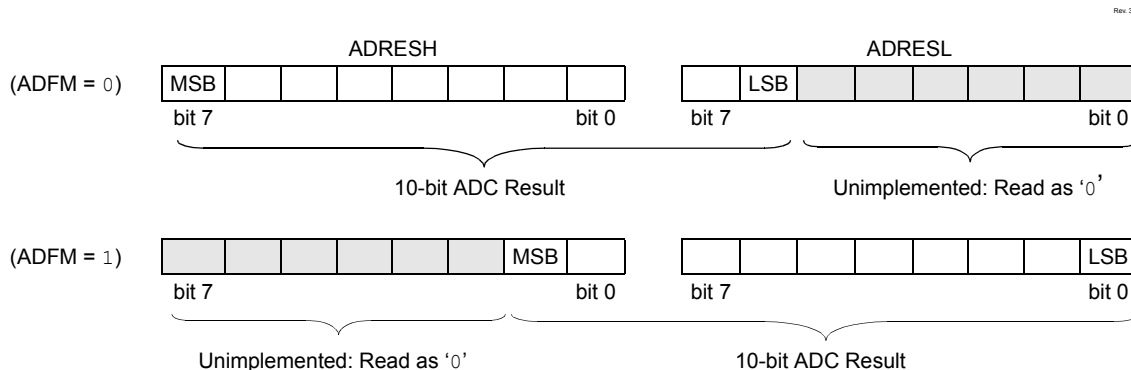 Rev. 3
ADRESH ADRESL
(ADFM = 0) MSB LSB
bit 7 bit 0 bit 7 bit 0
10-bit ADC Result Unimplemented: Read as ‘0’
(ADFM = 1) MSB LSB
bit 7 bit 0 bit 7 bit 0
Unimplemented: Read as ‘0’ 10-bit ADC Result